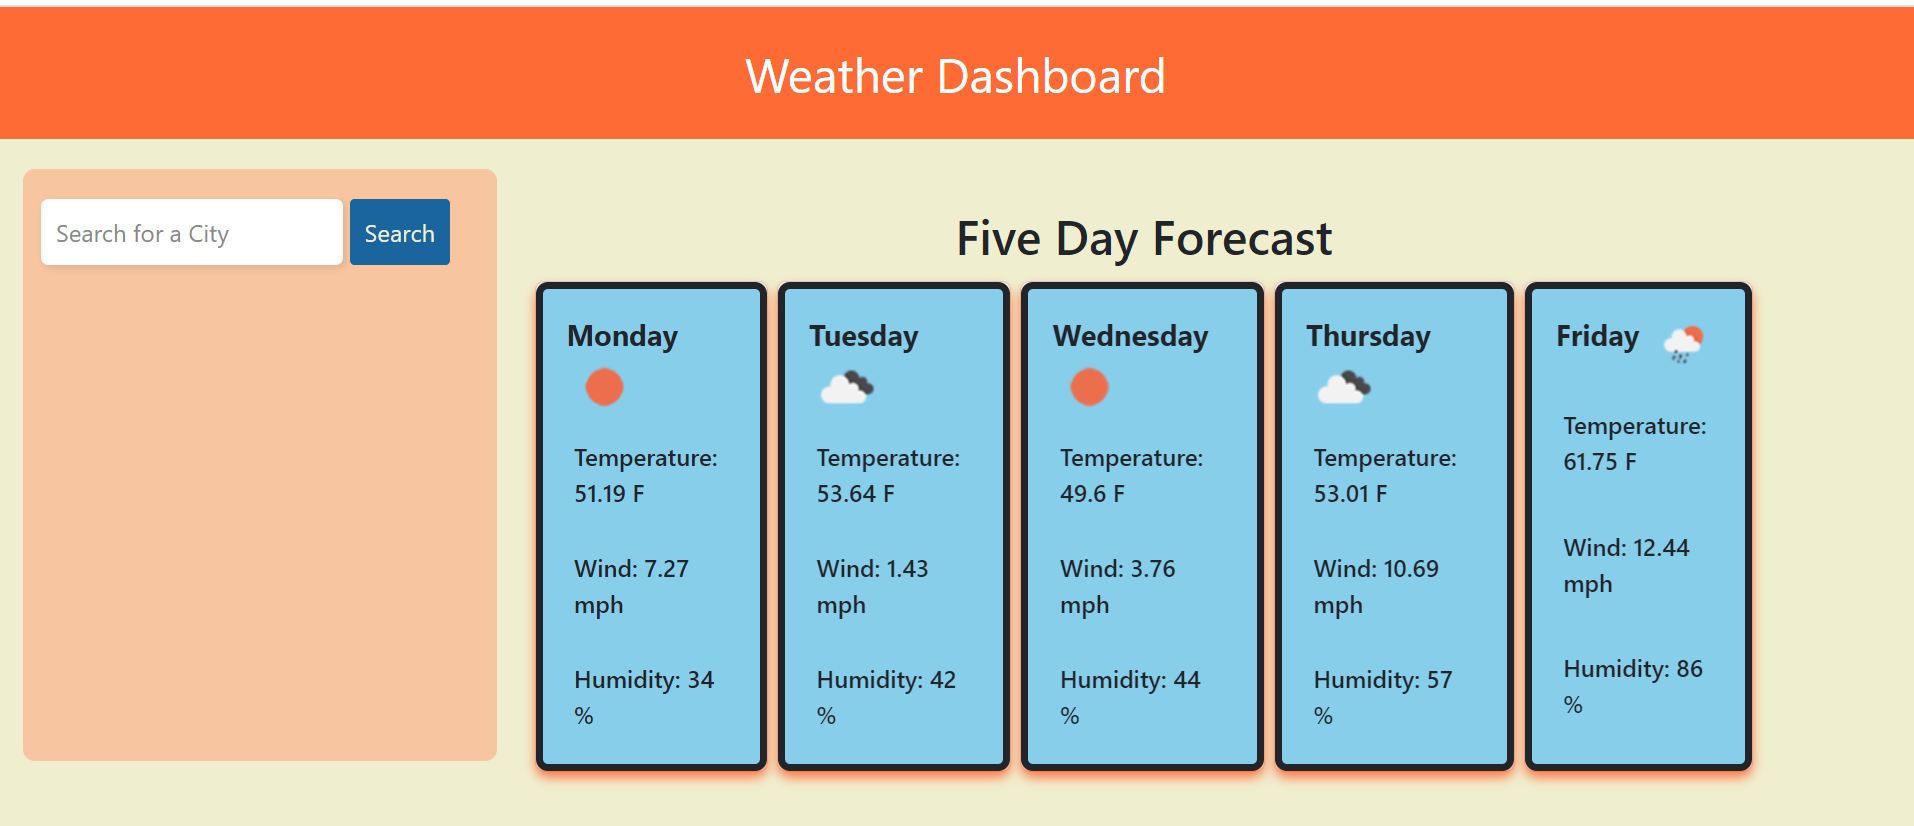 Weather Dashboard
Search for a City
Search
Five Day Forecast
Monday
Temperature:
51.19 F
Wind: 7.27
mph
Humidity: 34
%
Tuesday
Temperature:
53.64 F
Wind: 1.43
mph
Humidity: 42
%
Wednesday
Temperature:
49.6 F
Wind: 3.76
mph
Humidity: 44
%
Thursday
Temperature:
53.01 F
Wind: 10.69
mph
Humidity: 57
%
Friday
Temperature:
61.75 F
Wind: 12.44
mph
Humidity: 86
%